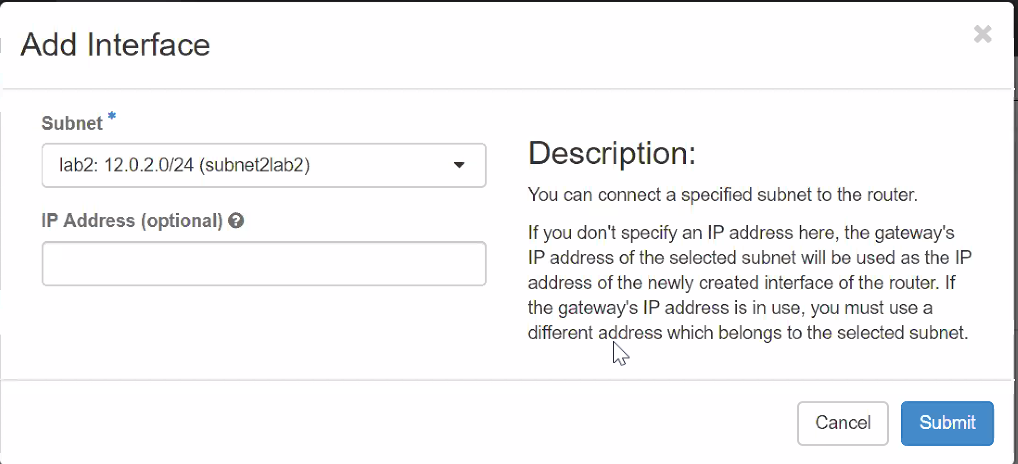 Add Interface
×
Subnet *
lab2: 12.0.2.0/24 (subnet2lab2)
IP Address (optional) ?
Description:
You can connect a specified subnet to the router.
If you don't specify an IP address here, the gateway's
IP address of the selected subnet will be used as the IP
address of the newly created interface of the router. If
the gateway's IP address is in use, you must use a
different address which belongs to the selected subnet.
Cancel
Submit